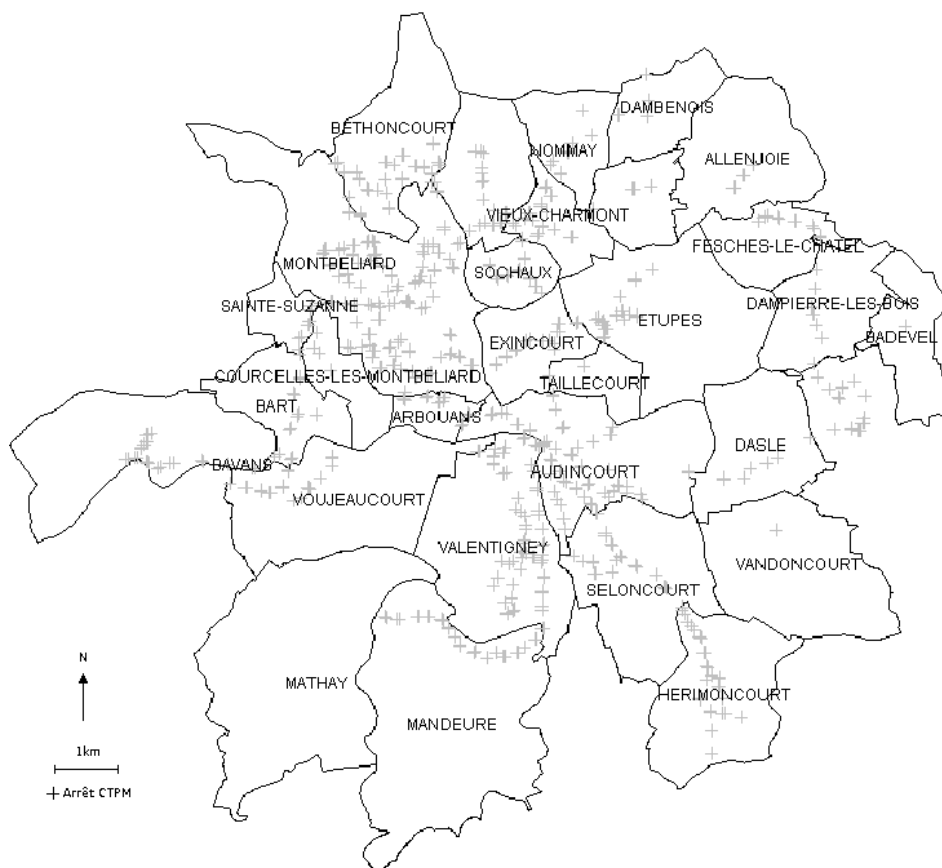 DAMBENOIS
BETHONCOURT
NOMMAY
ALLENJOIE
VIEUX-CHARMONT
FESCHES-LE-CHATEL
MONTBELIARD
SOCHAUX
SAINTE-SUZANNE
DAMPIERRE-LES-BOIS
ETUPES
BADEVEL
EXINCOURT
COURCELLES-LES-MONTBELIARD
TAILLECOURT
BART
ARBOUANS
DASLE
BAVANS
AUDINCOURT
VOUJEAUCOURT
VALENTIGNEY
VANDONCOURT
SELONCOURT
N
MATHAY
HERIMONCOURT
MANDEURE
1km
Arrêt CTPM